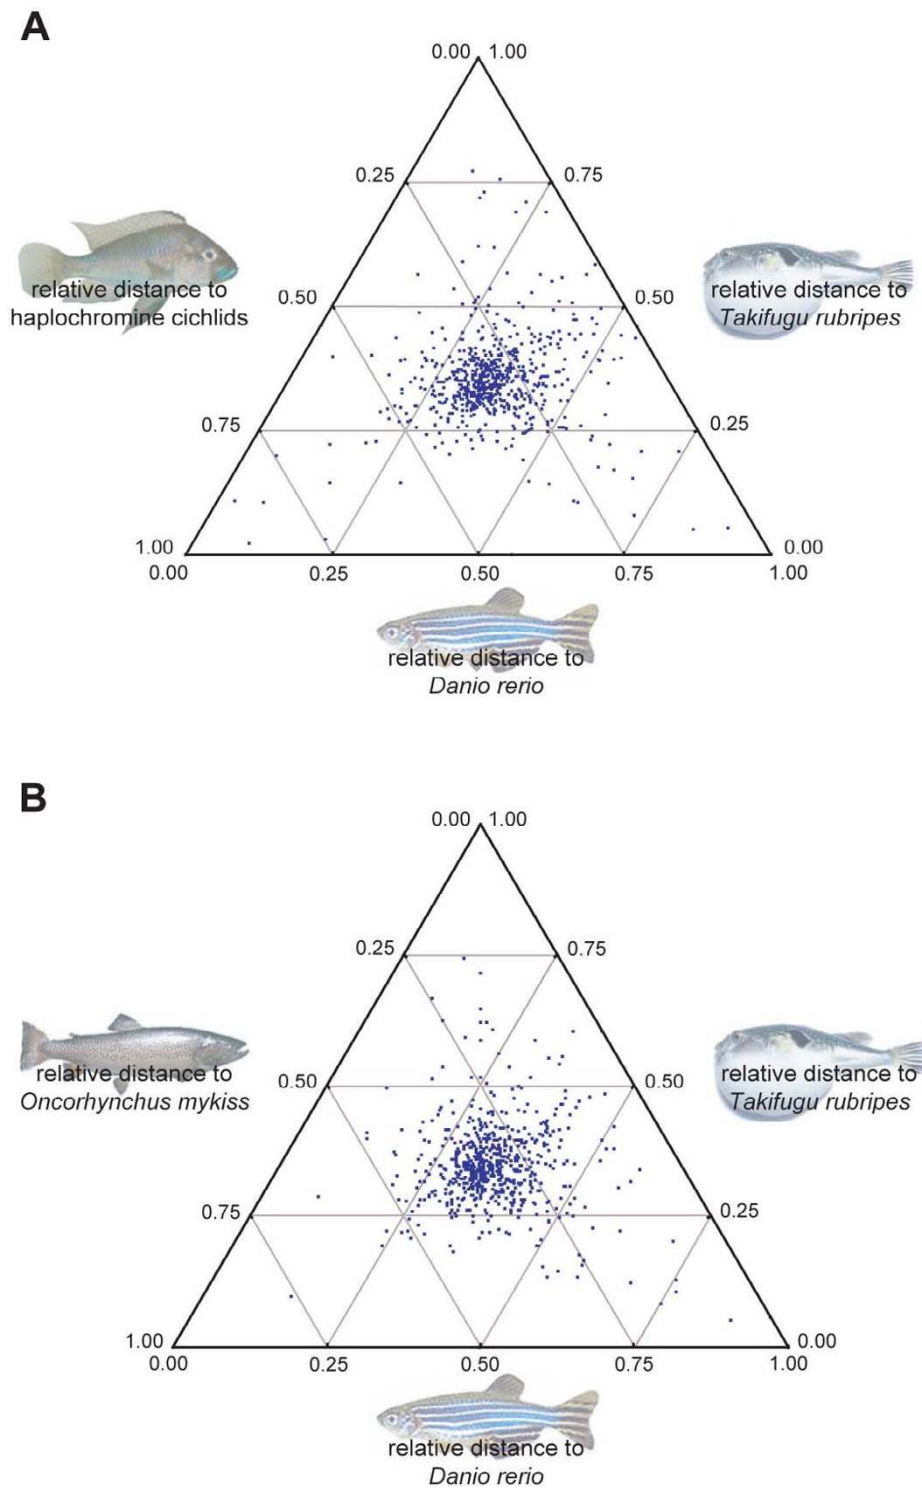 A
0.00 1.00
0.25 0.75
relative distance to
haplochromine cichlids
relative distance to
Takifugu rubripes
0.50 0.50
0.75 0.25
1.00 0.00
0.00 0.25 0.50 0.75 1.00
relative distance to
Danio rerio
B
0.00 1.00
0.25 0.75
relative distance to
Oncorhynchus mykiss
relative distance to
Takifugu rubripes
0.50 0.50
0.75 0.25
1.00 0.00
0.00 0.25 0.50 0.75 1.00
relative distance to
Danio rerio